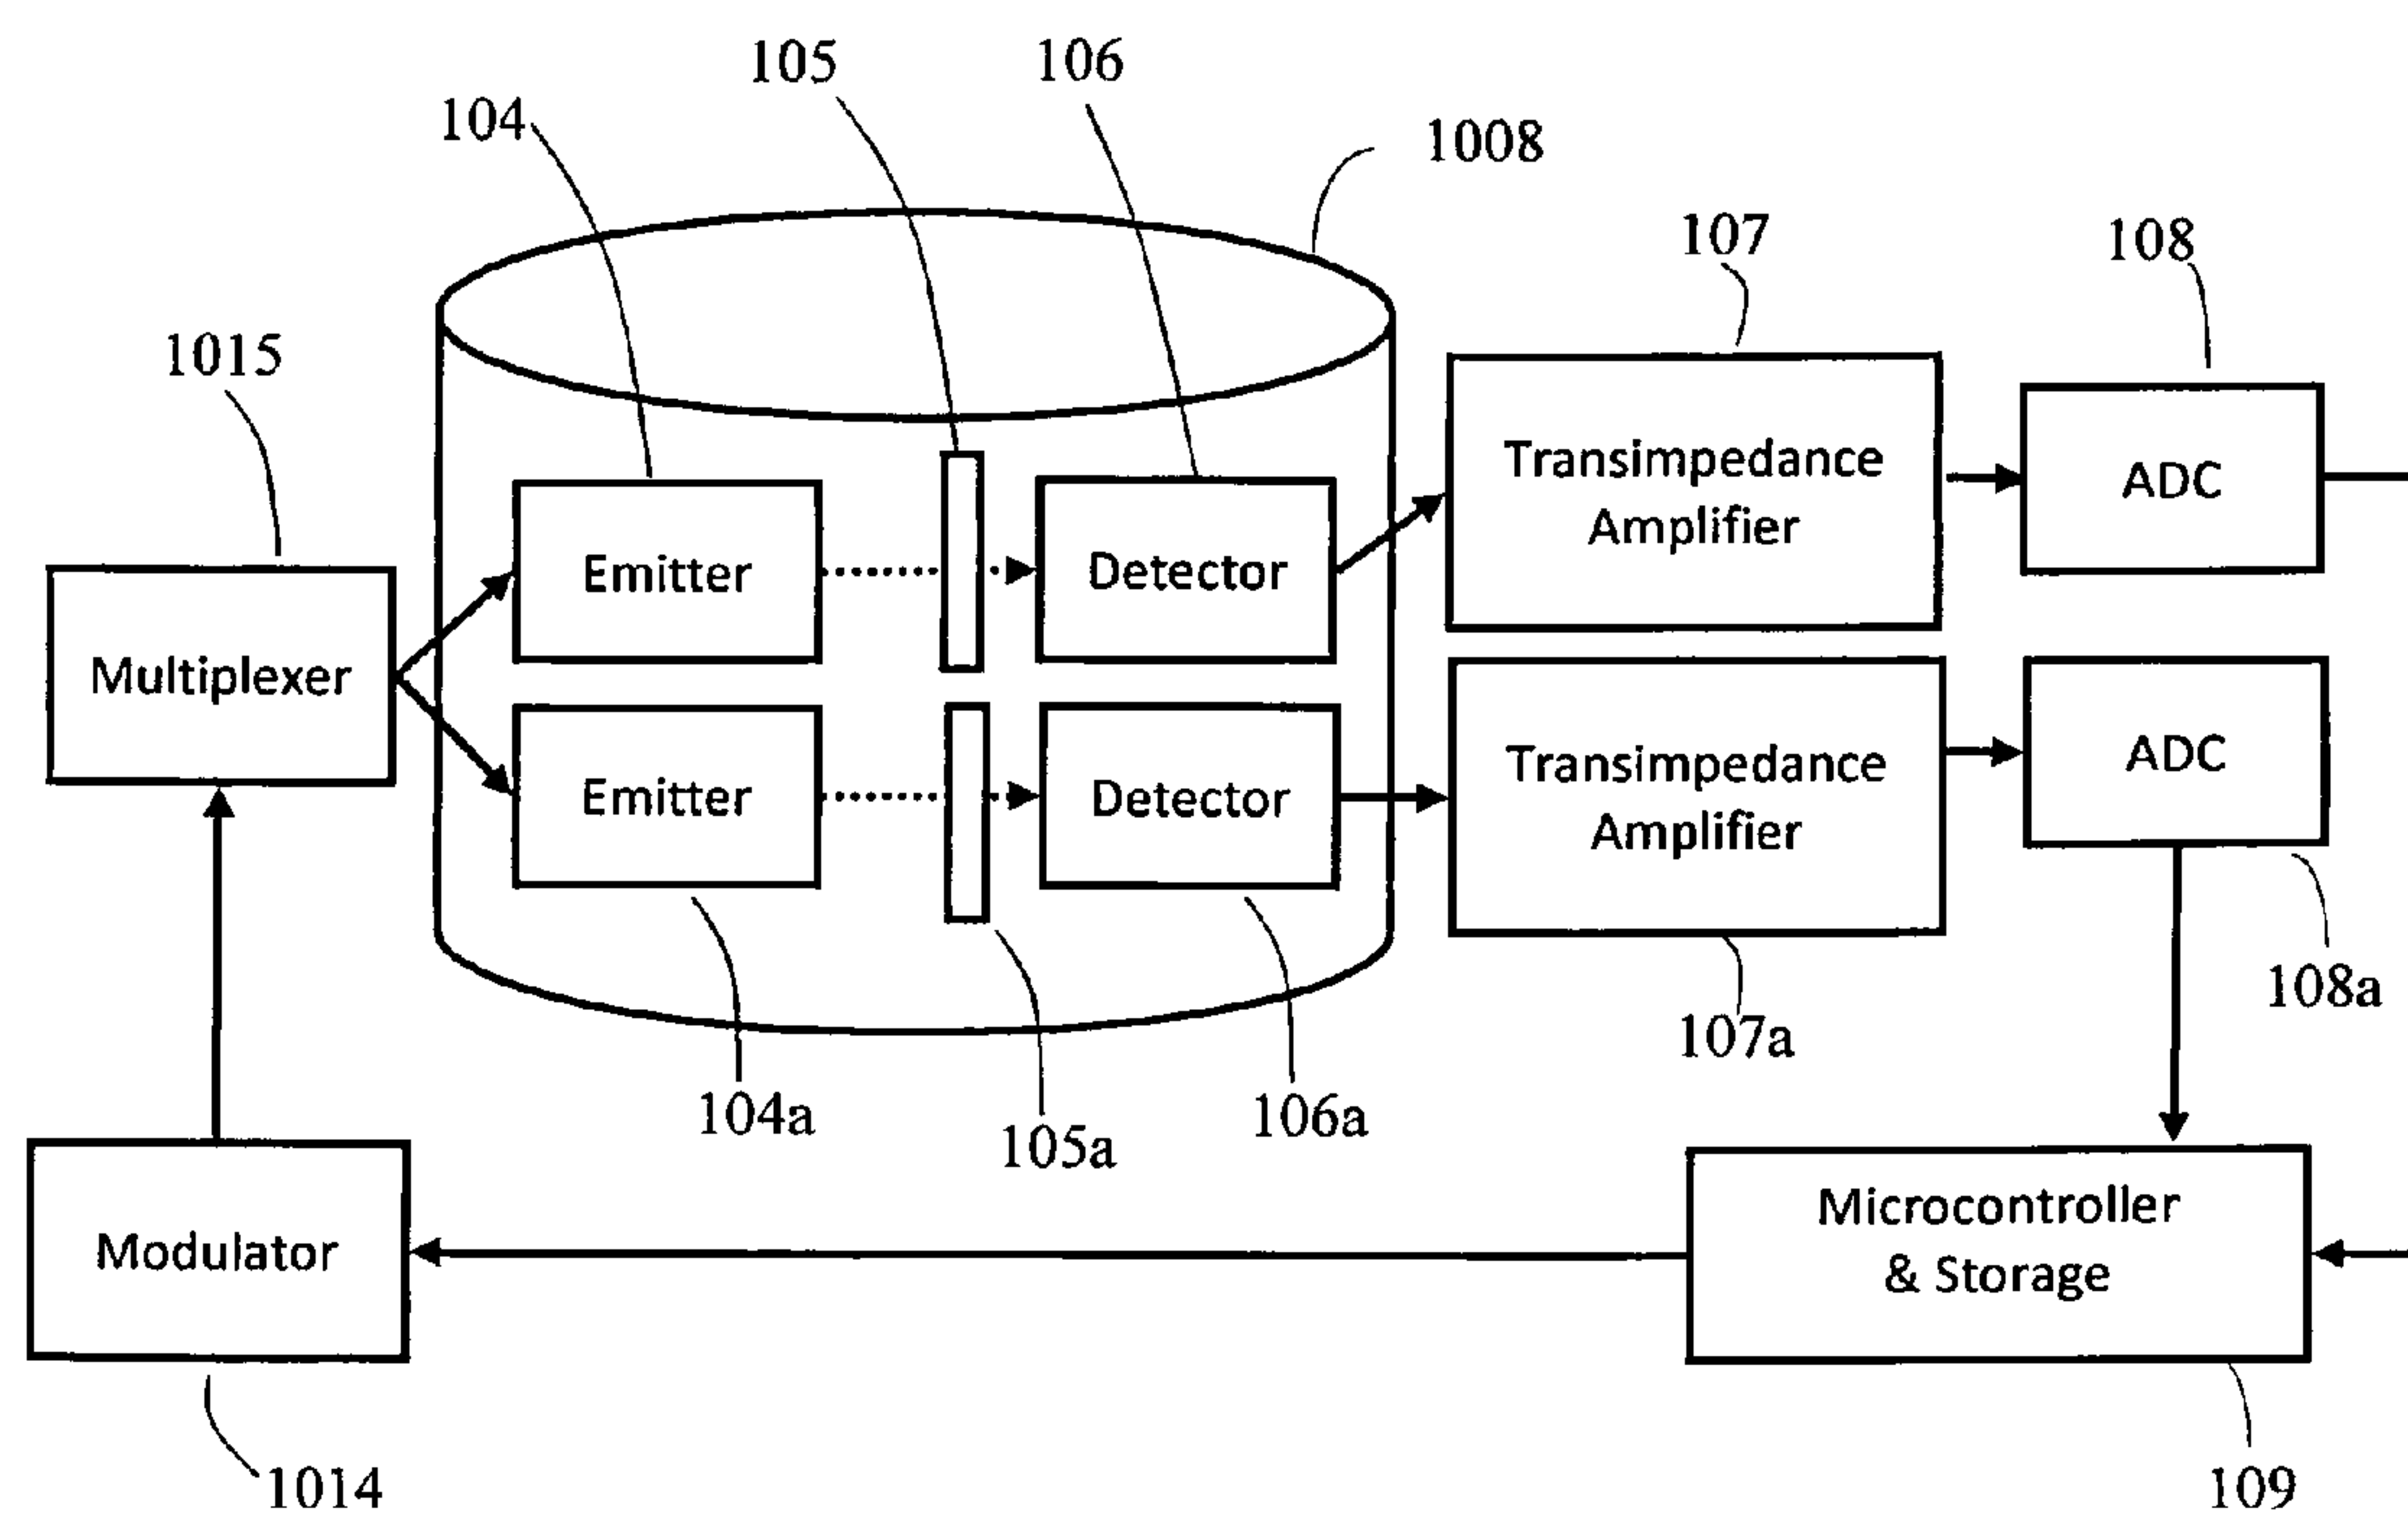 105
106
104
1008
107
108
1015
Transimpedance
Amplifier
ADC
Emitter
Detector
Multiplexer
Emitter
Detector
Transimpedance
Amplifier
ADC
108a
107a
104a
105a
106a
Modulator
Microcontroller
& Storage
1014
109